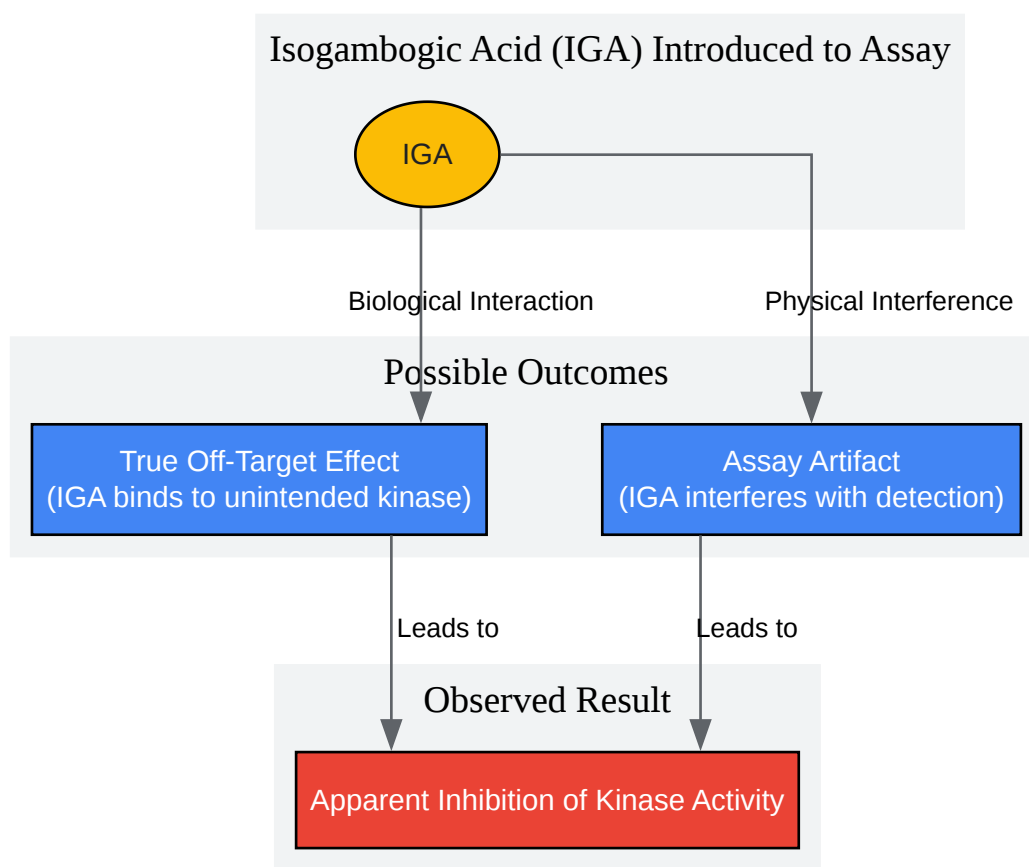 Isogambogic Acid (IGA) Introduced to Assay
IGA
Biological Interaction
Physical Interference
Possible Outcomes
True Off-Target Effect
(IGA binds to unintended kinase)
Assay Artifact
(IGA interferes with detection)
Leads to
Leads to
Observed Result
Apparent Inhibition of Kinase Activity